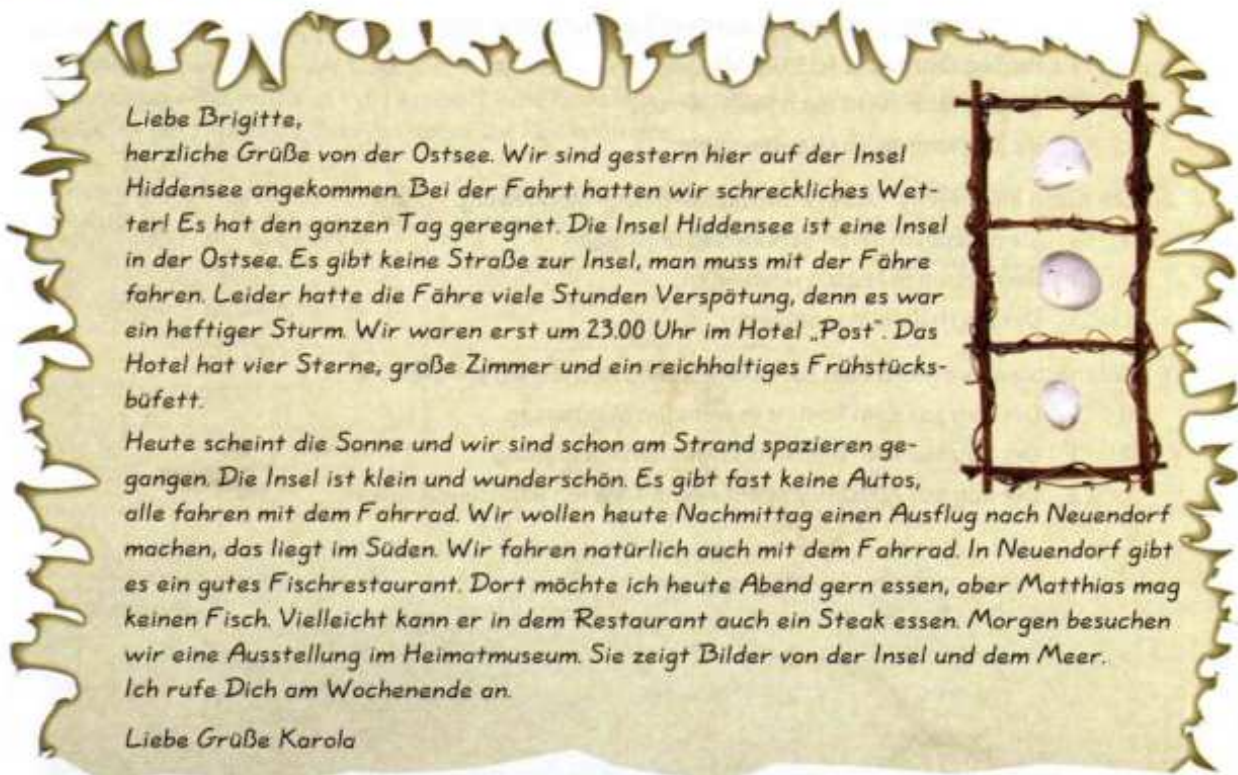 Liebe Brigitte,
herzliche Grüße von der Ostsee. Wir sind gestern hier auf der Insel
Hiddensee angekommen. Bei der Fahrt hatten wir schreckliches Wet-
ter! Es hat den ganzen Tag geregnet. Die Insel Hiddensee ist eine Insel
in der Ostsee. Es gibt keine Straße zur Insel, man muss mit der Fähre
fahren. Leider hatte die Fähre viele Stunden Verspätung, denn es war
ein heftiger Sturm. Wir waren erst um 23.00 Uhr im Hotel „Post“. Das
Hotel hat vier Sterne, große Zimmer und ein reichhaltiges Frühstücks-
büfett.
Heute scheint die Sonne und wir sind schon am Strand spazieren ge-
gangen. Die Insel ist klein und wunderschön. Es gibt fast keine Autos,
alle fahren mit dem Fahrrad. Wir wollen heute Nachmittag einen Ausflug nach Neuendorf
machen, das liegt im Süden. Wir fahren natürlich auch mit dem Fahrrad. In Neuendorf gibt
es ein gutes Fischrestaurant. Dort möchte ich heute Abend gern essen, aber Matthias mag
keinen Fisch. Vielleicht kann er in dem Restaurant auch ein Steak essen. Morgen besuchen
wir eine Ausstellung im Heimatmuseum. Sie zeigt Bilder von der Insel und dem Meer.
Ich rufe Dich am Wochenende an.
Liebe Grüße Karola